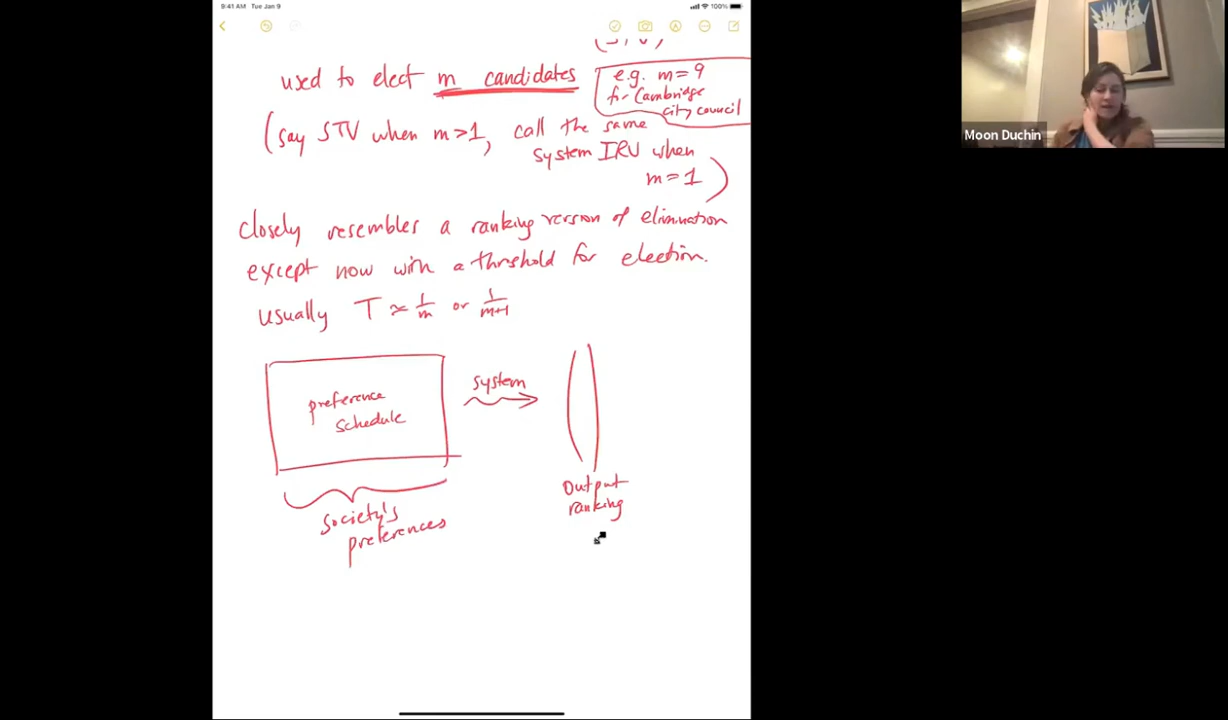 9:41 AM Tue Jan 9
100%
used to elect m candidates
e.g. m=9
for Cambridge
city council
(say STV when m>1, call the same
system IRV when
m=1)
Closely resembles a ranking version of elimination
except now with a threshold for election.
usually T ≈ 1/m or 1/m+1
preference
schedule
system
Output
ranking
Society's
preferences
Moon Duchin